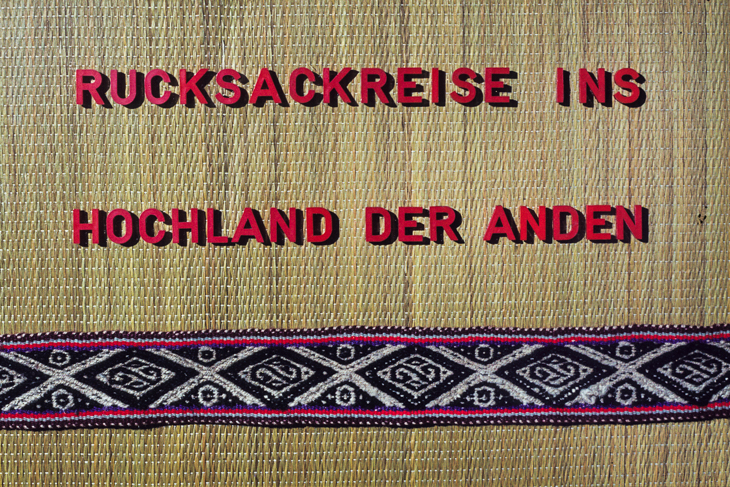 RUCKSACKREISE INS
HOCHLAND DER ANDEN